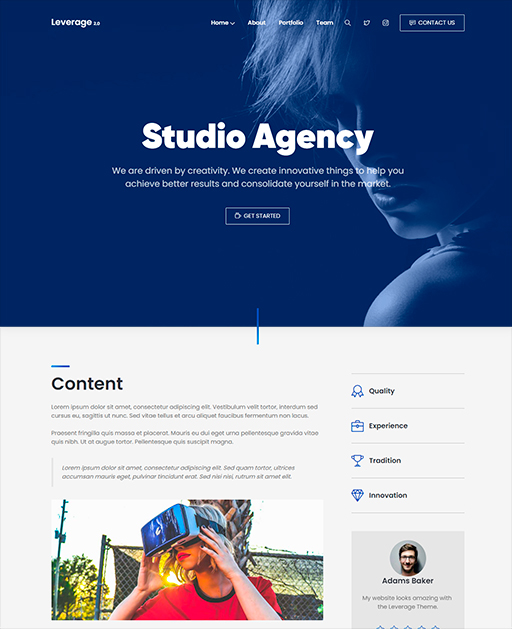 Leverage 2.0
Home About Portfolio Team CONTACT US
Studio Agency
We are driven by creativity. We create innovative things to help you
achieve better results and consolidate yourself in the market.
GET STARTED
Content
Lorem ipsum dolor sit amet, consectetur adipiscing elit. Vestibulum velit tortor, interdum sed
cursus eu, sagittis ut nunc. Sed vitae tellus et arcu aliquet faucibus fermentum non lacus.
Praesent fringilla quis massa et placerat. Mauris eu dui eget urna pellentesque gravida vitae
quis nibh. Ut at augue tortor. Pellentesque quis suscipit magna.
Lorem ipsum dolor sit amet, consectetur adipiscing elit. Sed quam tortor, ultrices
accumsan mauris eget, pulvinar tincidunt erat. Sed nisi nisi, rutrum sit amet elit.
Quality
Experience
Tradition
Innovation
Adams Baker
My website looks amazing with
the Leverage Theme.